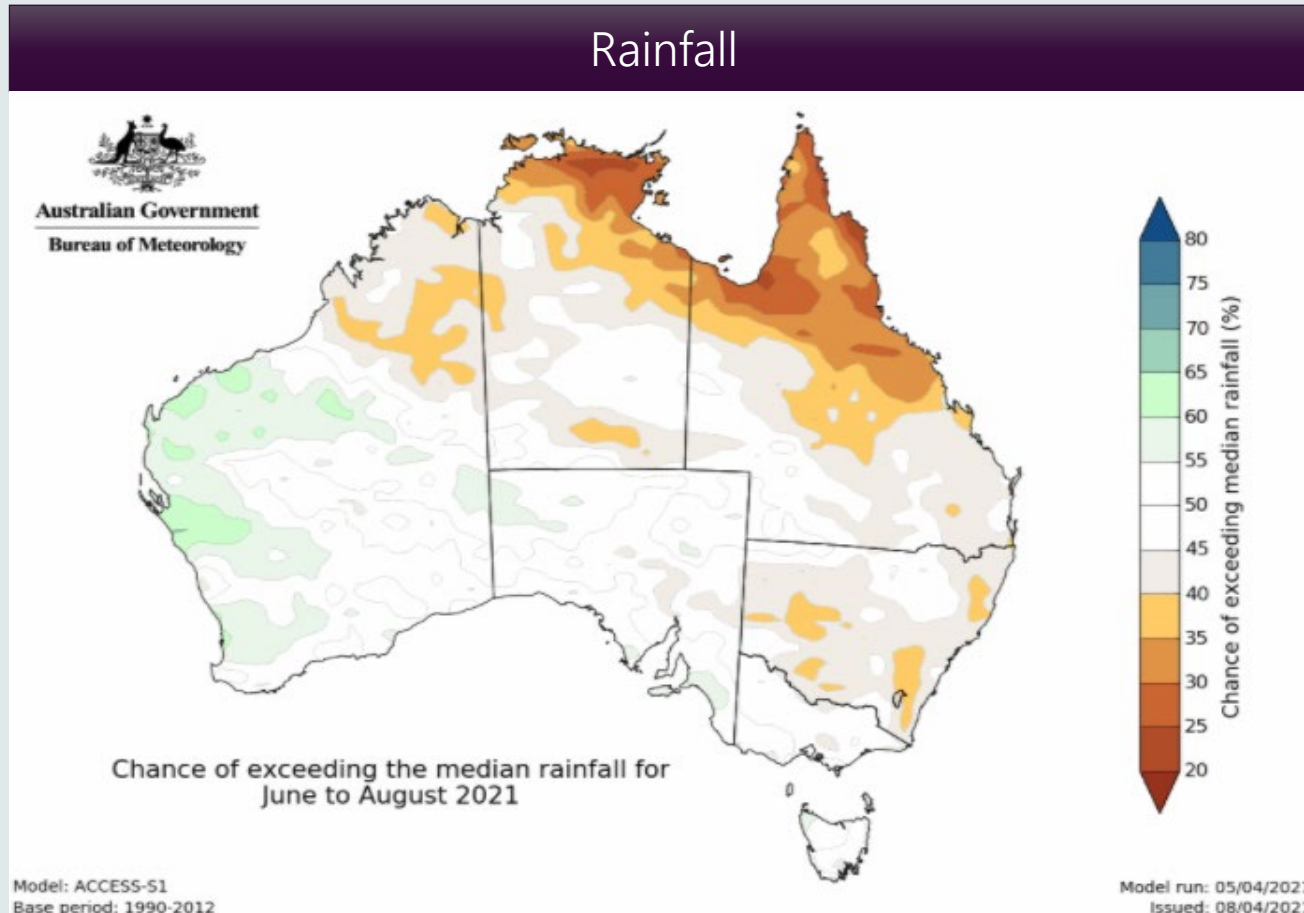 Rainfall
Australian Government
Bureau of Meteorology
80
75
70
65
60
55
50
45
40
35
30
25
20
Chance of exceeding median rainfall (%)
Chance of exceeding the median rainfall for
June to August 2021
Model: ACCESS-S1
Base period: 1990-2012
Model run: 05/04/2021
Issued: 08/04/2021